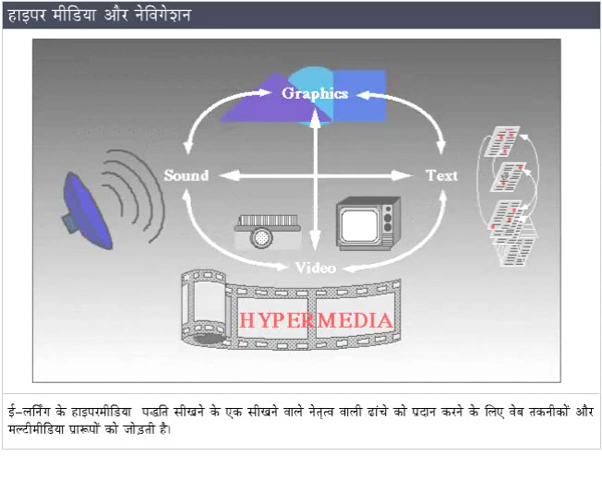 हाइपर मीडिया और नेविगेशन
Graphics
Sound
Text
Video
HYPERMEDIA
ई-लर्निंग के हाइपरमीडिया पद्धति सीखने के एक सीखने वाले नेतृत्व वाली ढांचे को प्रदान करने के लिए वेब तकनीकों और
मल्टीमीडिया प्रारूपों को जोड़ती है।